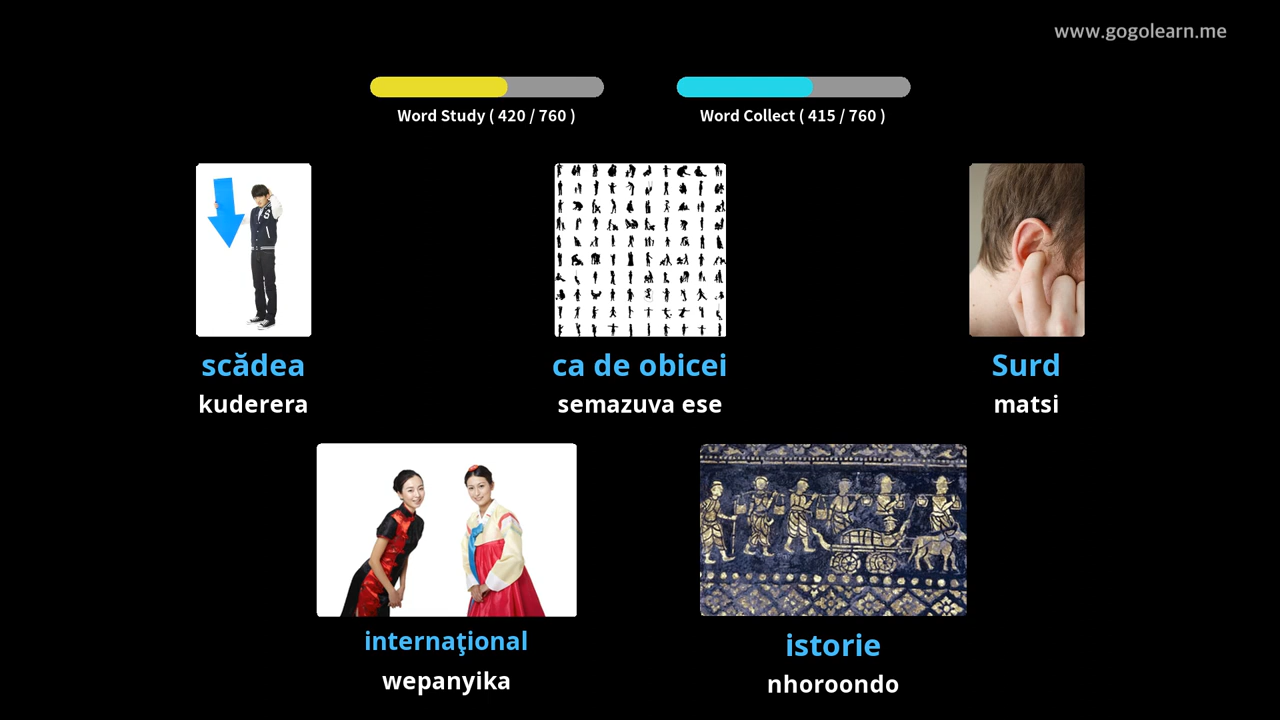 www.gogolearn.me
Word Study ( 420 / 760 )
Word Collect ( 415 / 760 )
scădea
kuderera
ca de obicei
semazuva ese
Surd
matsi
internaţional
wepanyika
istorie
nhoroondo